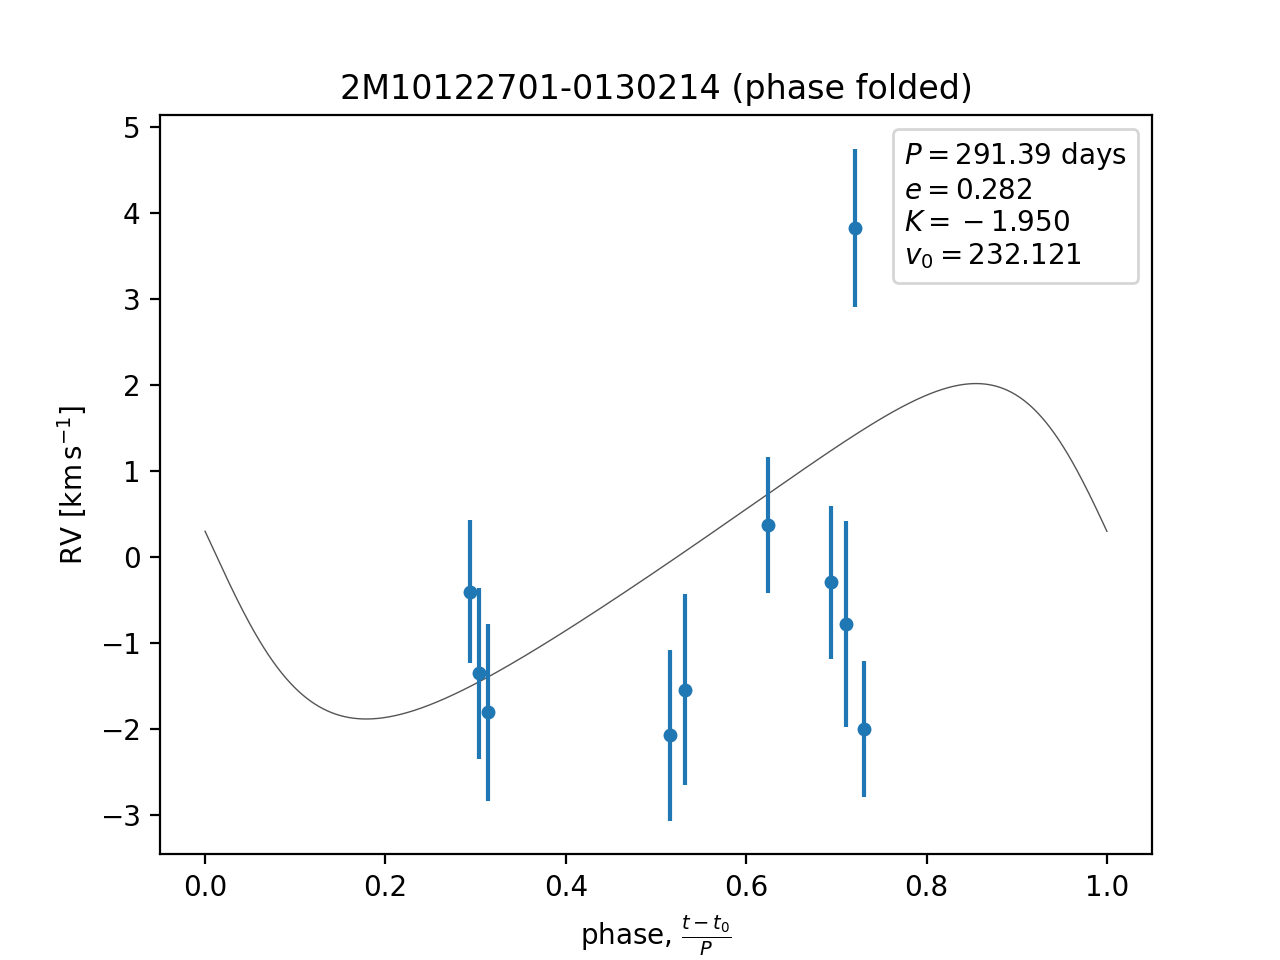 2M10122701-0130214 (phase folded)
P = 291.39 days
e = 0.282
K = −1.950
v₀ = 232.121
5
4
3
2
1
0
−1
−2
−3
RV [km s⁻¹]
0.0 0.2 0.4 0.6 0.8 1.0
phase, (t − t₀)/P